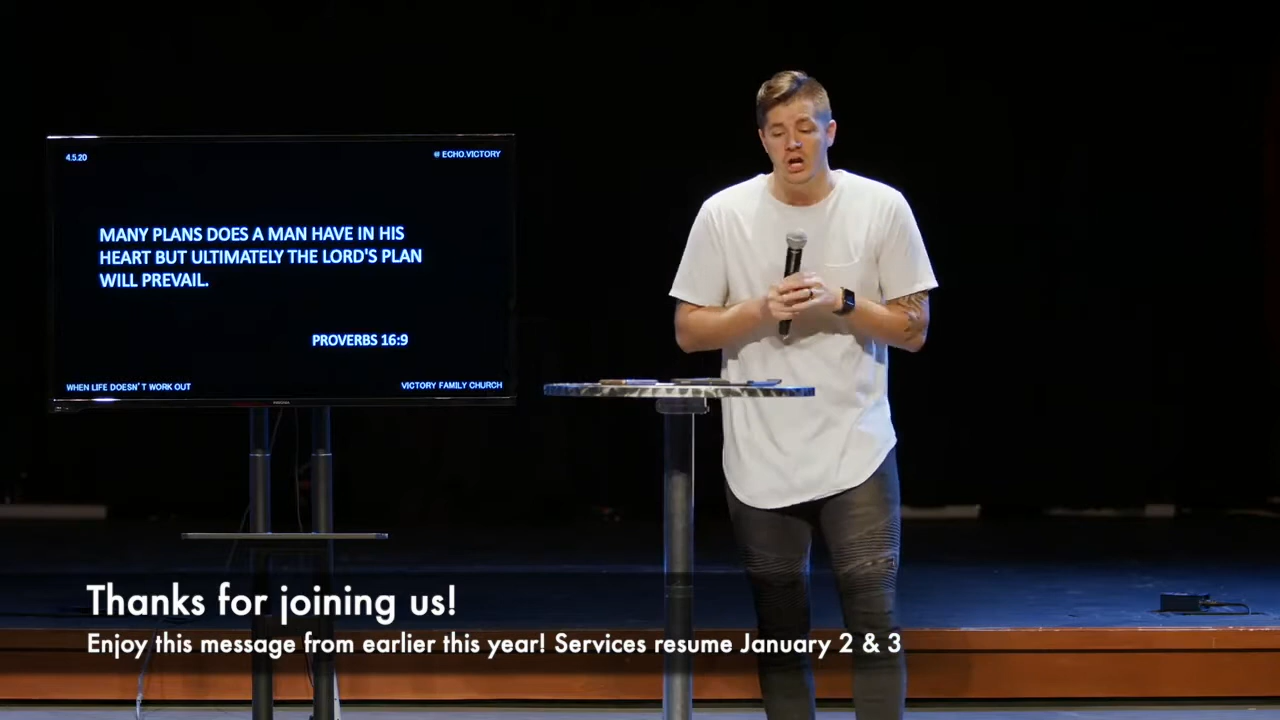 4.5.20
@ ECHO.VICTORY
MANY PLANS DOES A MAN HAVE IN HIS
HEART BUT ULTIMATELY THE LORD'S PLAN
WILL PREVAIL.
PROVERBS 16:9
WHEN LIFE DOESN'T WORK OUT
VICTORY FAMILY CHURCH
Thanks for joining us!
Enjoy this message from earlier this year! Services resume January 2 & 3